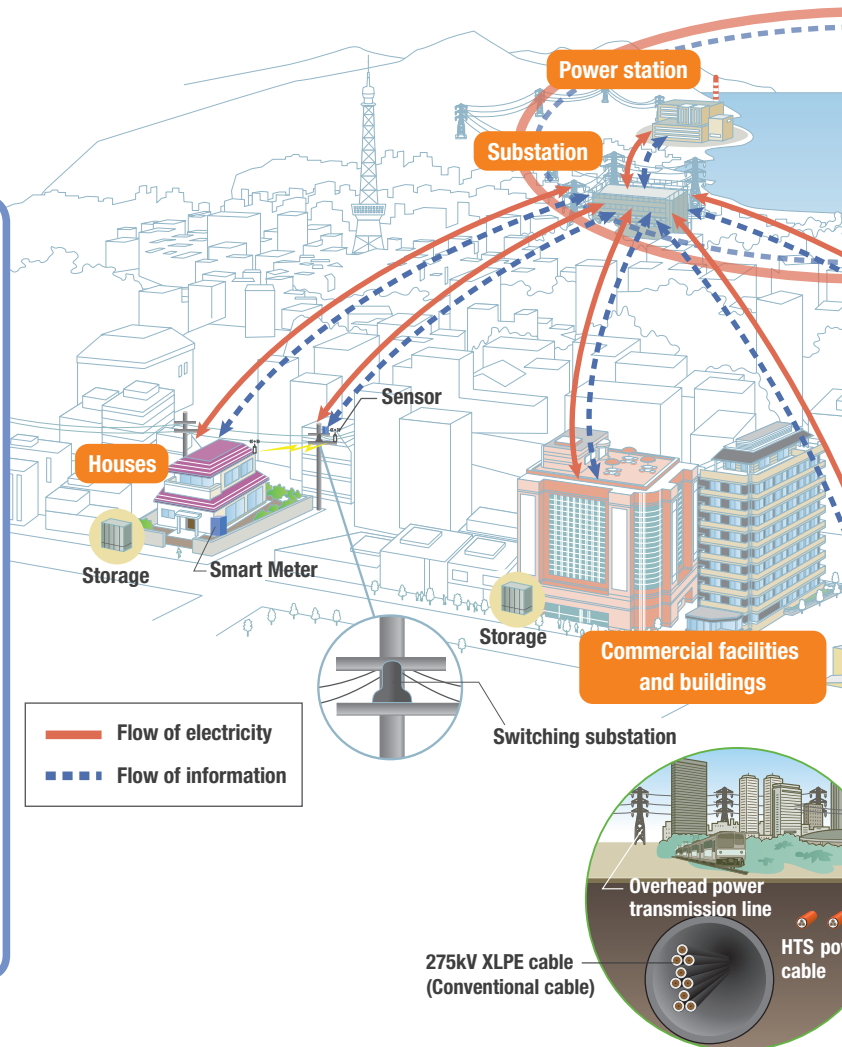 Power station
Substation
Sensor
Houses
Storage
Smart Meter
Storage
Commercial facilities
and buildings
Switching substation
Flow of electricity
Flow of information
Overhead power
transmission line
HTS
cable
275kV XLPE cable
(Conventional cable)